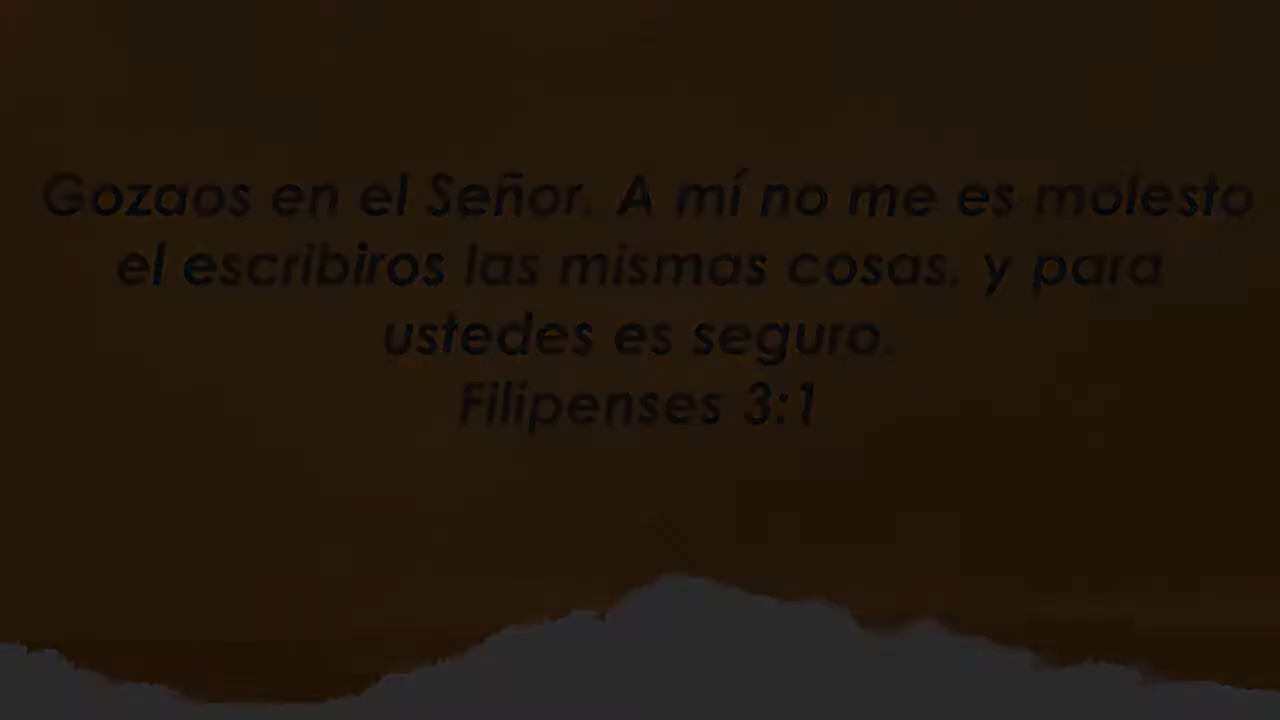 Gozaos en el Señor. A mí no me es molesto
el escribiros las mismas cosas, y para
ustedes es seguro.
Filipenses 3:1